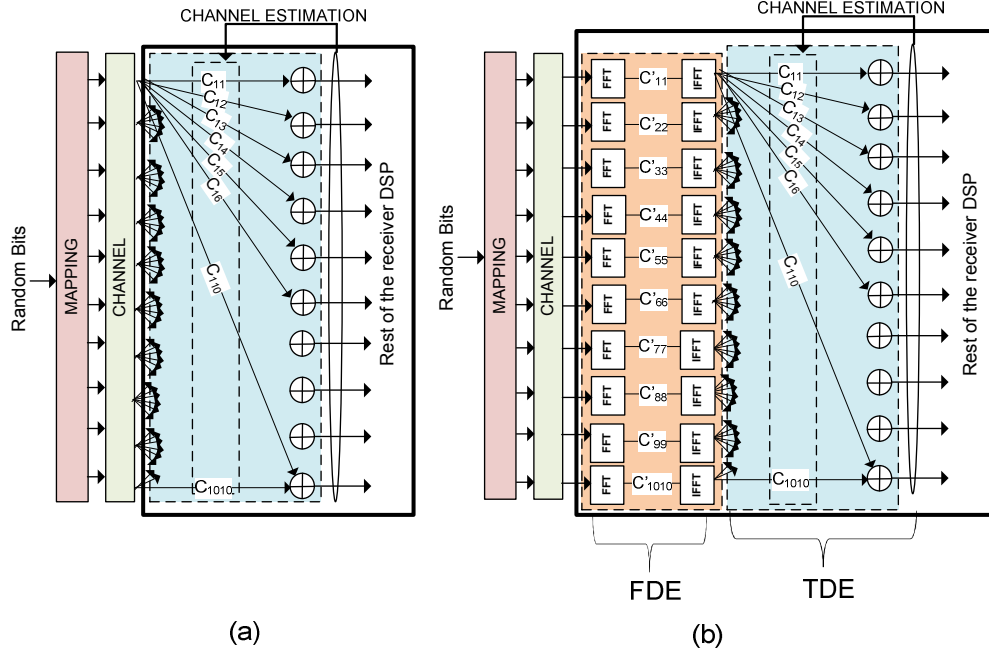 CHANNEL ESTIMATION
Random Bits
MAPPING
CHANNEL
C11
C12
C13
C14
C15
C16
C110
C1010
Rest of the receiver DSP
(a)
CHANNEL ESTIMATION
Random Bits
MAPPING
CHANNEL
FFT C'11 IFFT
FFT C'22 IFFT
FFT C'33 IFFT
FFT C'44 IFFT
FFT C'55 IFFT
FFT C'66 IFFT
FFT C'77 IFFT
FFT C'88 IFFT
FFT C'99 IFFT
FFT C'1010 IFFT
C11
C12
C13
C14
C15
C16
C110
C1010
Rest of the receiver DSP
FDE
TDE
(b)